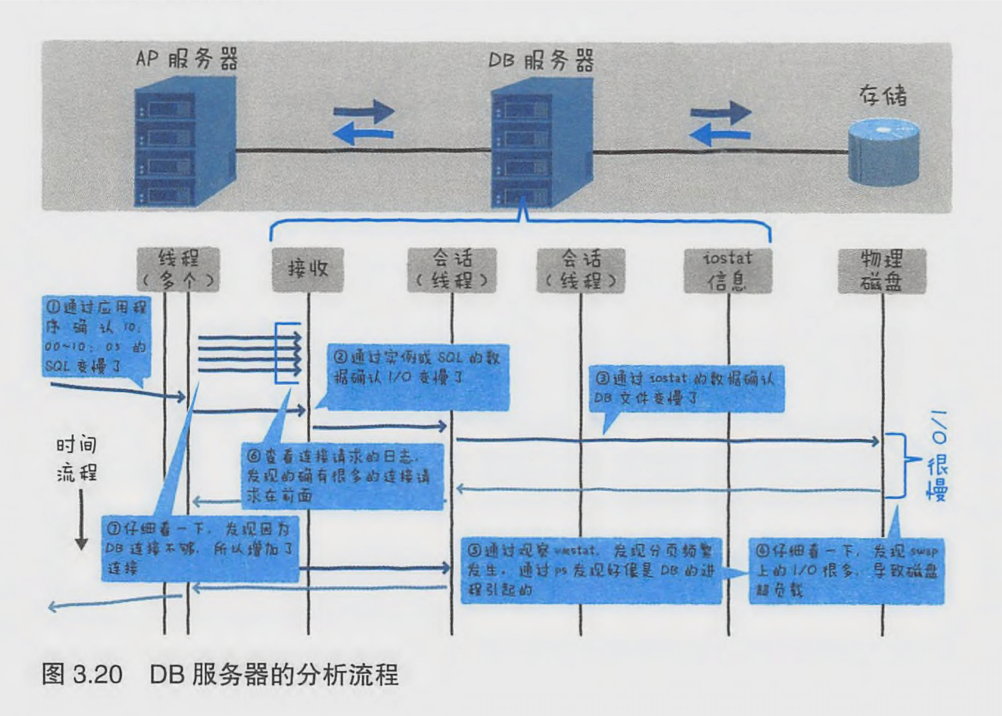 AP 服务器
DB 服务器
存储
线程
(多个)
接收
会话
(线程)
会话
(线程)
iostat
信息
物理
磁盘
①通过应用程
序确认10:
00~10:05 的
SQL 变慢了
②通过实例或 SQL 的数
据确认 I/O 变慢了
③通过 iostat 的数据确认
DB 文件变慢了
I/O 很慢
时间
流程
⑥查看连接请求的日志,
发现的确有很多的连接请
求在前面
⑦仔细看一下,发现因为
DB 连接不够,所以增加了
连接
⑤通过观察 vmstat,发现分页频繁
发生,通过 ps 发现好像是 DB 的进
程引起的
④仔细看一下,发现 swap
上的 I/O 很多,导致磁盘
超负载
图 3.20 DB 服务器的分析流程